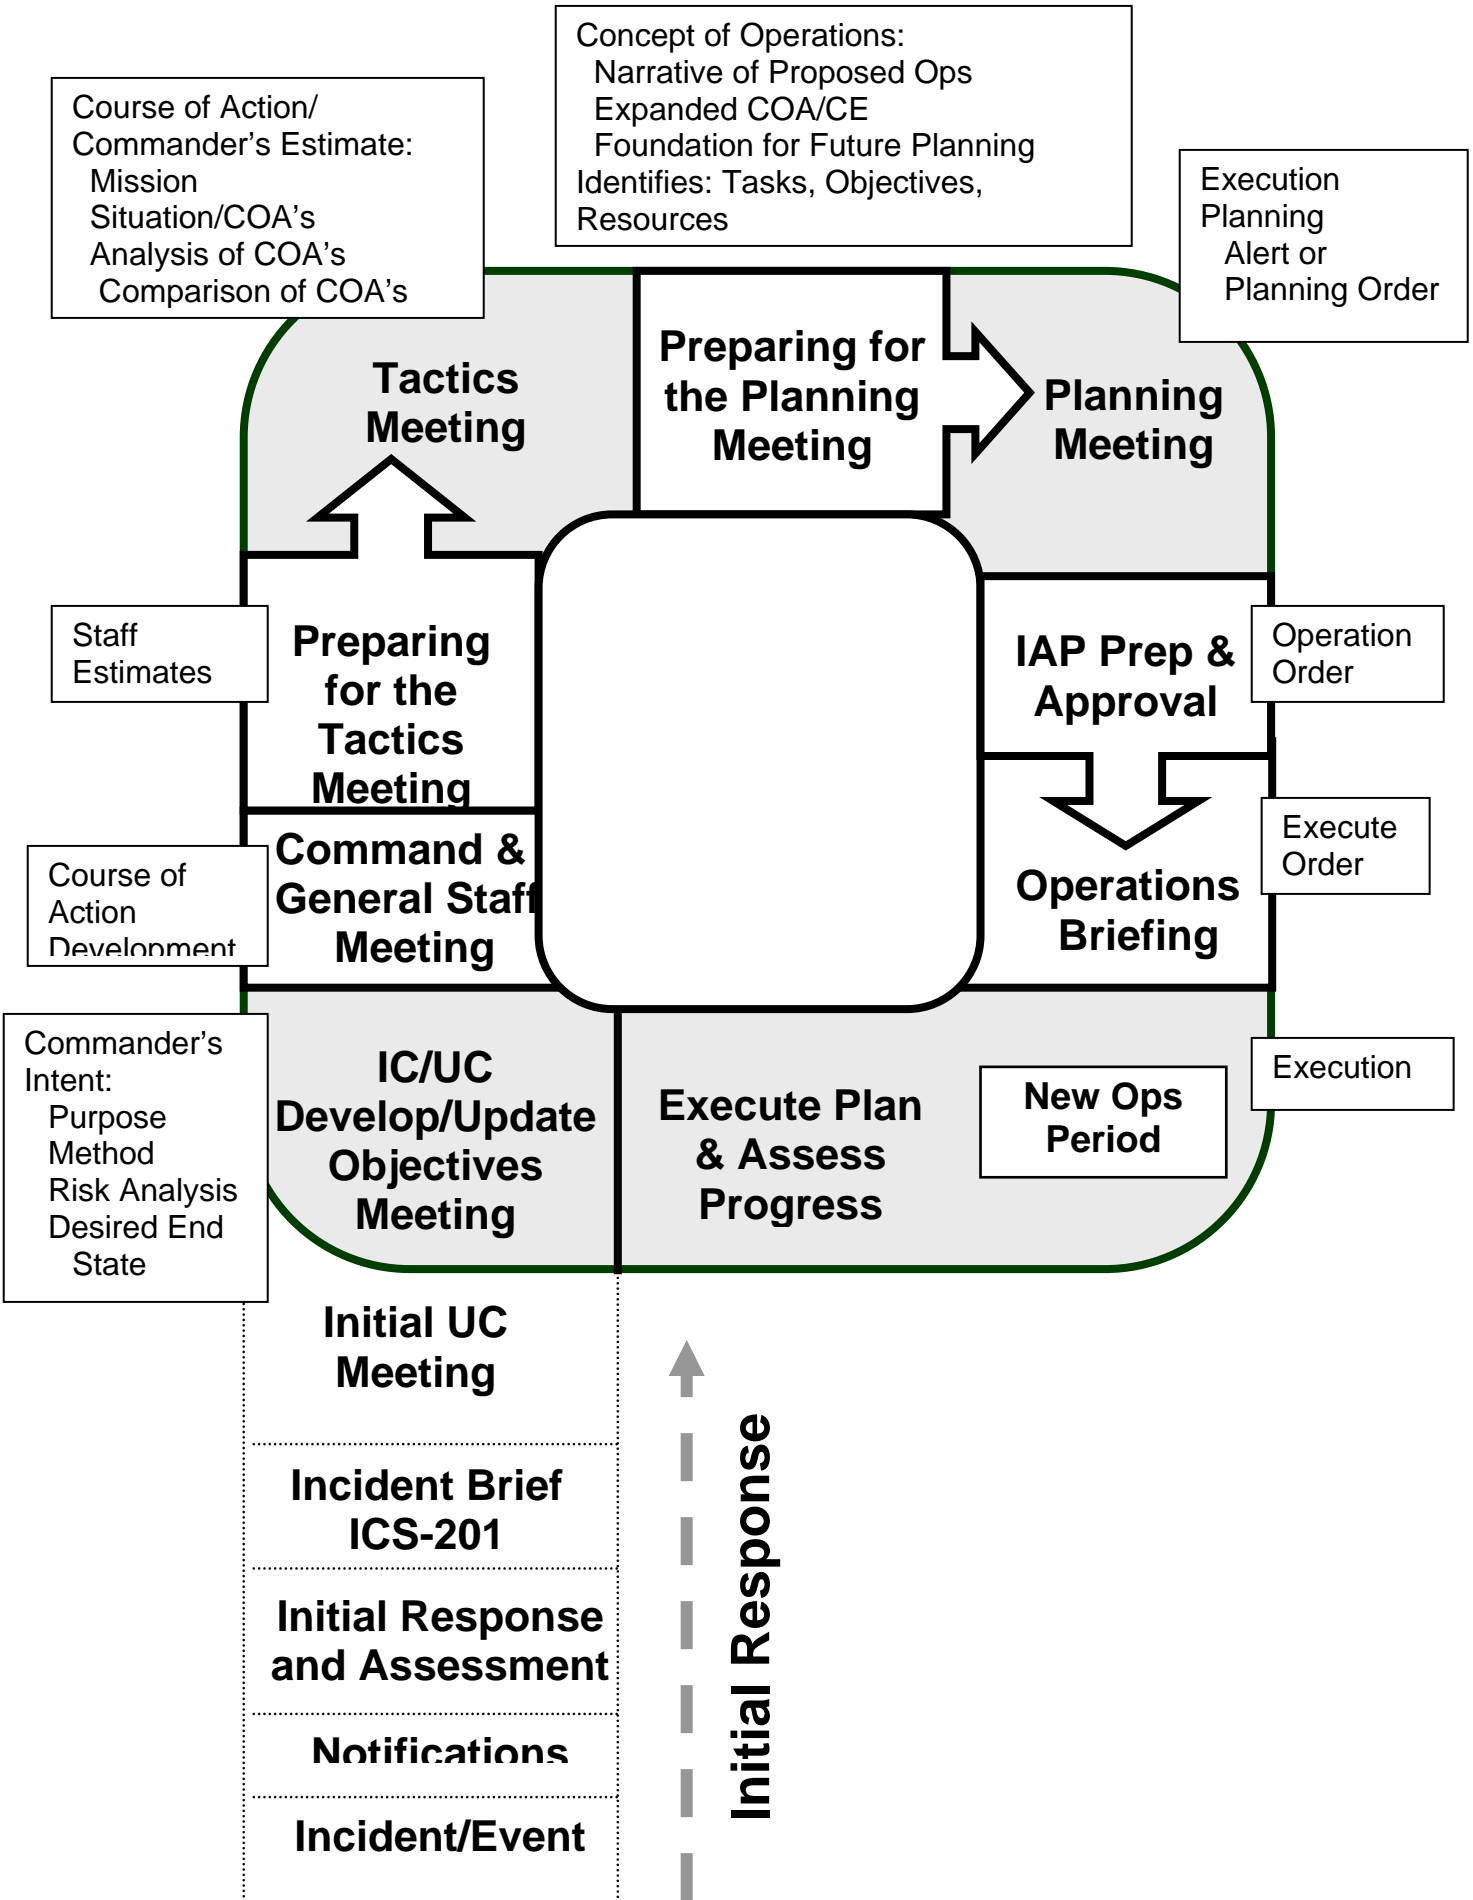 Concept of Operations:
Narrative of Proposed Ops
Expanded COA/CE
Foundation for Future Planning
Identifies: Tasks, Objectives,
Resources
Course of Action/
Commander’s Estimate:
Mission
Situation/COA’s
Analysis of COA’s
Comparison of COA’s
Execution
Planning
Alert or
Planning Order
Tactics
Meeting
Preparing for
the Planning
Meeting
Planning
Meeting
Staff
Estimates
Preparing
for the
Tactics
Meeting
IAP Prep &
Approval
Operation
Order
Course of
Action
Development
Command &
General Staff
Meeting
Operations
Briefing
Execute
Order
Commander’s
Intent:
Purpose
Method
Risk Analysis
Desired End
State
IC/UC
Develop/Update
Objectives
Meeting
Execute Plan
& Assess
Progress
New Ops
Period
Execution
Initial UC
Meeting
Incident Brief
ICS-201
Initial Response
and Assessment
Notifications
Incident/Event
Initial Response